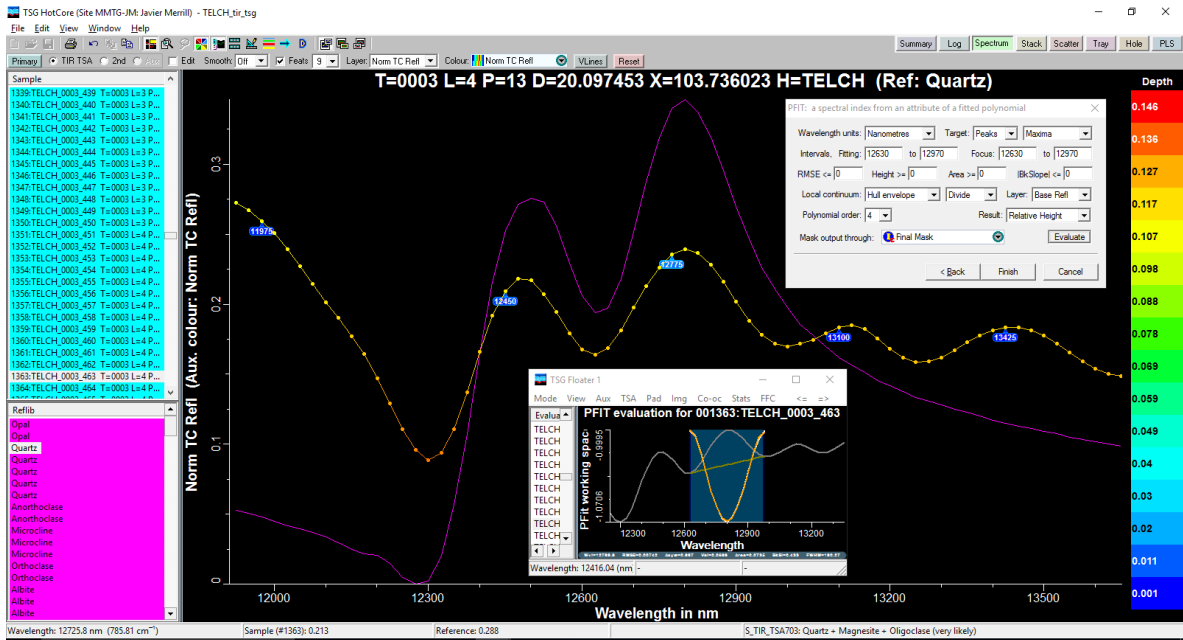 TSG HotCore (Site MMTG-JM: Javier Merrill) - TELCH_tir_tsg
File Edit View Window Help
Summary Log Spectrum Stack Scatter Tray Hole PLS
Primary TIR TSA 2nd Aux Edit Smooth: Off Feats 9 Layer: Norm TC Refl Colour: Norm TC Refl VLines Reset
Sample
1339:TELCH_0003_439 T=0003 L=3 P...
1340:TELCH_0003_440 T=0003 L=3 P...
1341:TELCH_0003_441 T=0003 L=3 P...
1342:TELCH_0003_442 T=0003 L=3 P...
1343:TELCH_0003_443 T=0003 L=3 P...
1344:TELCH_0003_444 T=0003 L=3 P...
1345:TELCH_0003_445 T=0003 L=3 P...
1346:TELCH_0003_446 T=0003 L=3 P...
1347:TELCH_0003_447 T=0003 L=3 P...
1348:TELCH_0003_448 T=0003 L=3 P...
1349:TELCH_0003_449 T=0003 L=3 P...
1350:TELCH_0003_450 T=0003 L=3 P...
1351:TELCH_0003_451 T=0003 L=4 P...
1352:TELCH_0003_452 T=0003 L=4 P...
1353:TELCH_0003_453 T=0003 L=4 P...
1354:TELCH_0003_454 T=0003 L=4 P...
1355:TELCH_0003_455 T=0003 L=4 P...
1356:TELCH_0003_456 T=0003 L=4 P...
1357:TELCH_0003_457 T=0003 L=4 P...
1358:TELCH_0003_458 T=0003 L=4 P...
1359:TELCH_0003_459 T=0003 L=4 P...
1360:TELCH_0003_460 T=0003 L=4 P...
1361:TELCH_0003_461 T=0003 L=4 P...
1362:TELCH_0003_462 T=0003 L=4 P...
1363:TELCH_0003_463 T=0003 L=4 P...
1364:TELCH_0003_464 T=0003 L=4 P...
Reflib
Opal
Opal
Quartz
Quartz
Quartz
Quartz
Quartz
Anorthoclase
Anorthoclase
Microcline
Microcline
Microcline
Orthoclase
Orthoclase
Albite
Albite
Albite
T=0003 L=4 P=13 D=20.097453 X=103.736023 H=TELCH (Ref: Quartz)
Norm TC Refl (Aux. colour: Norm TC Refl)
0.3
0.2
0.1
0
11975
12450
12775
13100
13425
12000 12300 12600 12900 13200 13500
Wavelength in nm
PFIT: a spectral index from an attribute of a fitted polynomial
Wavelength units: Nanometres Target: Peaks Maxima
Intervals, Fitting: 12630 to 12970 Focus: 12630 to 12970
RMSE <= 0 Height >= 0 Area >= 0 |BkSlope| <= 0
Local continuum: Hull envelope Divide Layer: Base Refl
Polynomial order: 4 Result: Relative Height
Mask output through: Final Mask Evaluate
< Back Finish Cancel
TSG Floater 1
Mode View Aux TSA Pad Img Co-oc Stats FFC <= =>
Evalua
TELCH
TELCH
TELCH
TELCH
TELCH
TELCH
TELCH
TELCH
TELCH
TELCH
PFIT evaluation for 001363:TELCH_0003_463
PFit working spac
-0.9995
-1.0706
12300 12600 12900 13200
Wavelength
Wavelength: 12416.04 (nm - -
Depth
0.146
0.136
0.127
0.117
0.107
0.098
0.088
0.078
0.069
0.059
0.049
0.04
0.03
0.02
0.011
0.001
Wavelength: 12725.8 nm (785.81 cm⁻¹) Sample (#1363): 0.213 Reference: 0.288 S_TIR_TSA703: Quartz + Magnesite + Oligoclase (very likely)